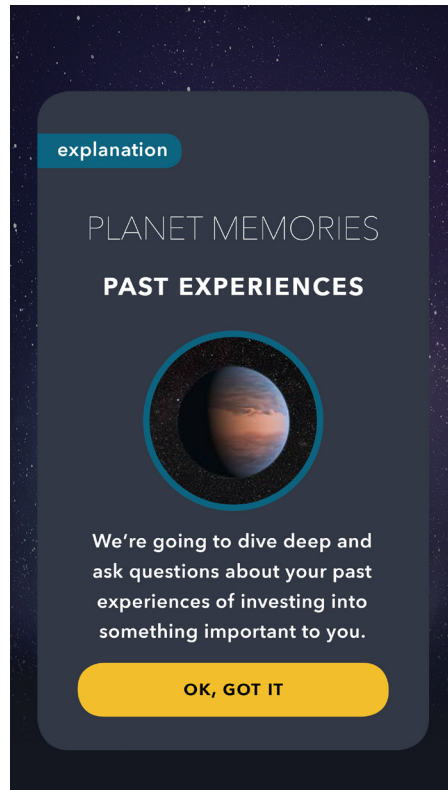 explanation
PLANET MEMORIES
PAST EXPERIENCES
We're going to dive deep and
ask questions about your past
experiences of investing into
something important to you.
OK, GOT IT